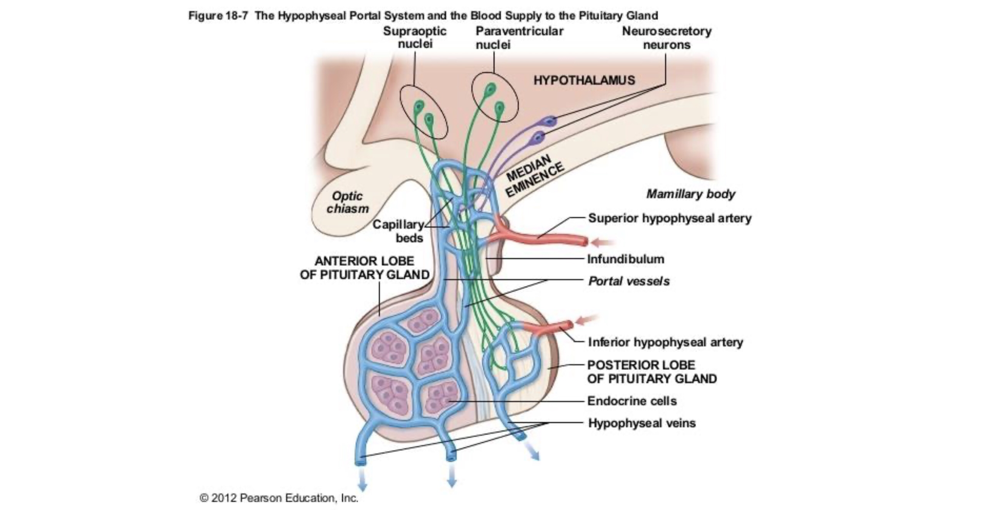 Figure 18-7 The Hypophyseal Portal System and the Blood Supply to the Pituitary Gland
Supraoptic
nuclei
Paraventricular
nuclei
Neurosecretory
neurons
HYPOTHALAMUS
MEDIAN
EMINENCE
Optic
chiasm
Mamillary body
Capillary
beds
Superior hypophyseal artery
ANTERIOR LOBE
OF PITUITARY GLAND
Infundibulum
Portal vessels
Inferior hypophyseal artery
POSTERIOR LOBE
OF PITUITARY GLAND
Endocrine cells
Hypophyseal veins
© 2012 Pearson Education, Inc.